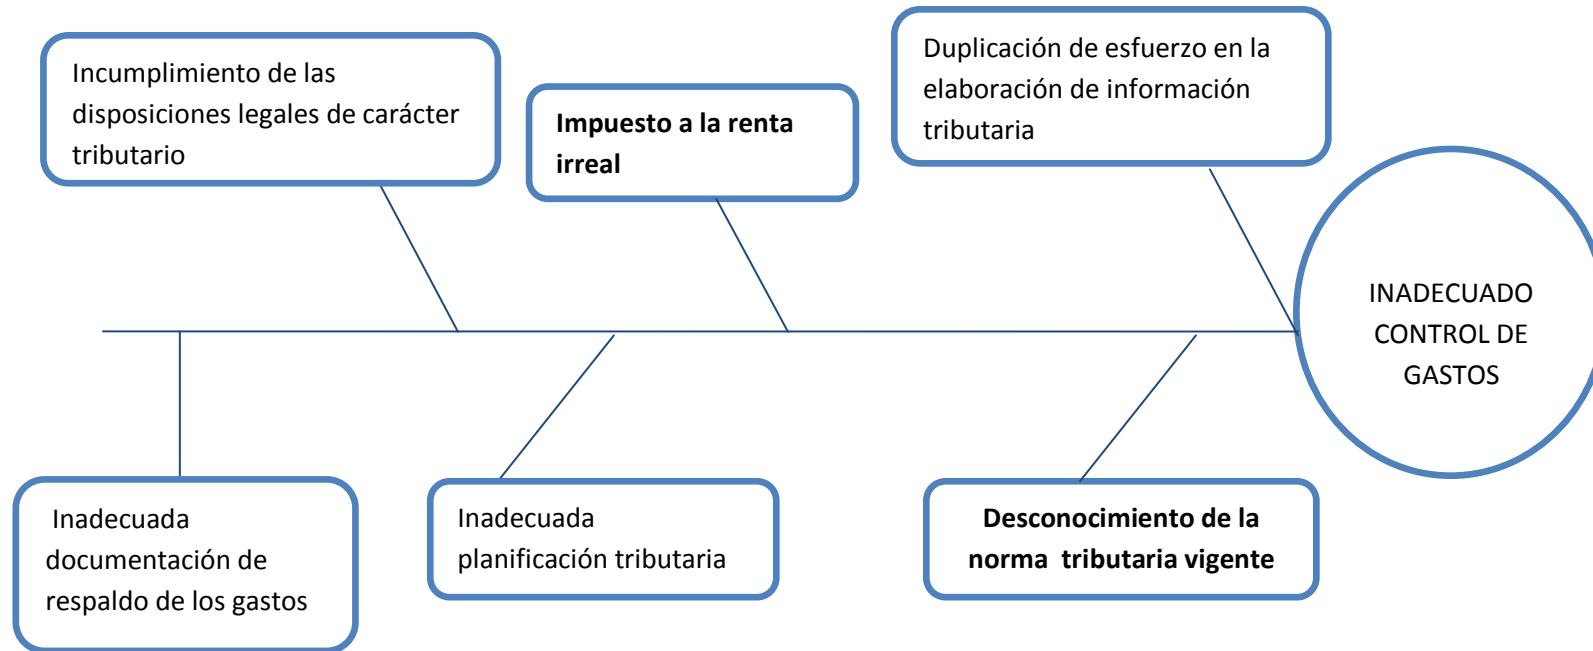 Incumplimiento de las
disposiciones legales de carácter
tributario
Impuesto a la renta
irreal
Duplicación de esfuerzo en la
elaboración de información
tributaria
INADECUADO
CONTROL DE
GASTOS
Inadecuada
documentación de
respaldo de los gastos
Inadecuada
planificación tributaria
Desconocimiento de la
norma tributaria vigente